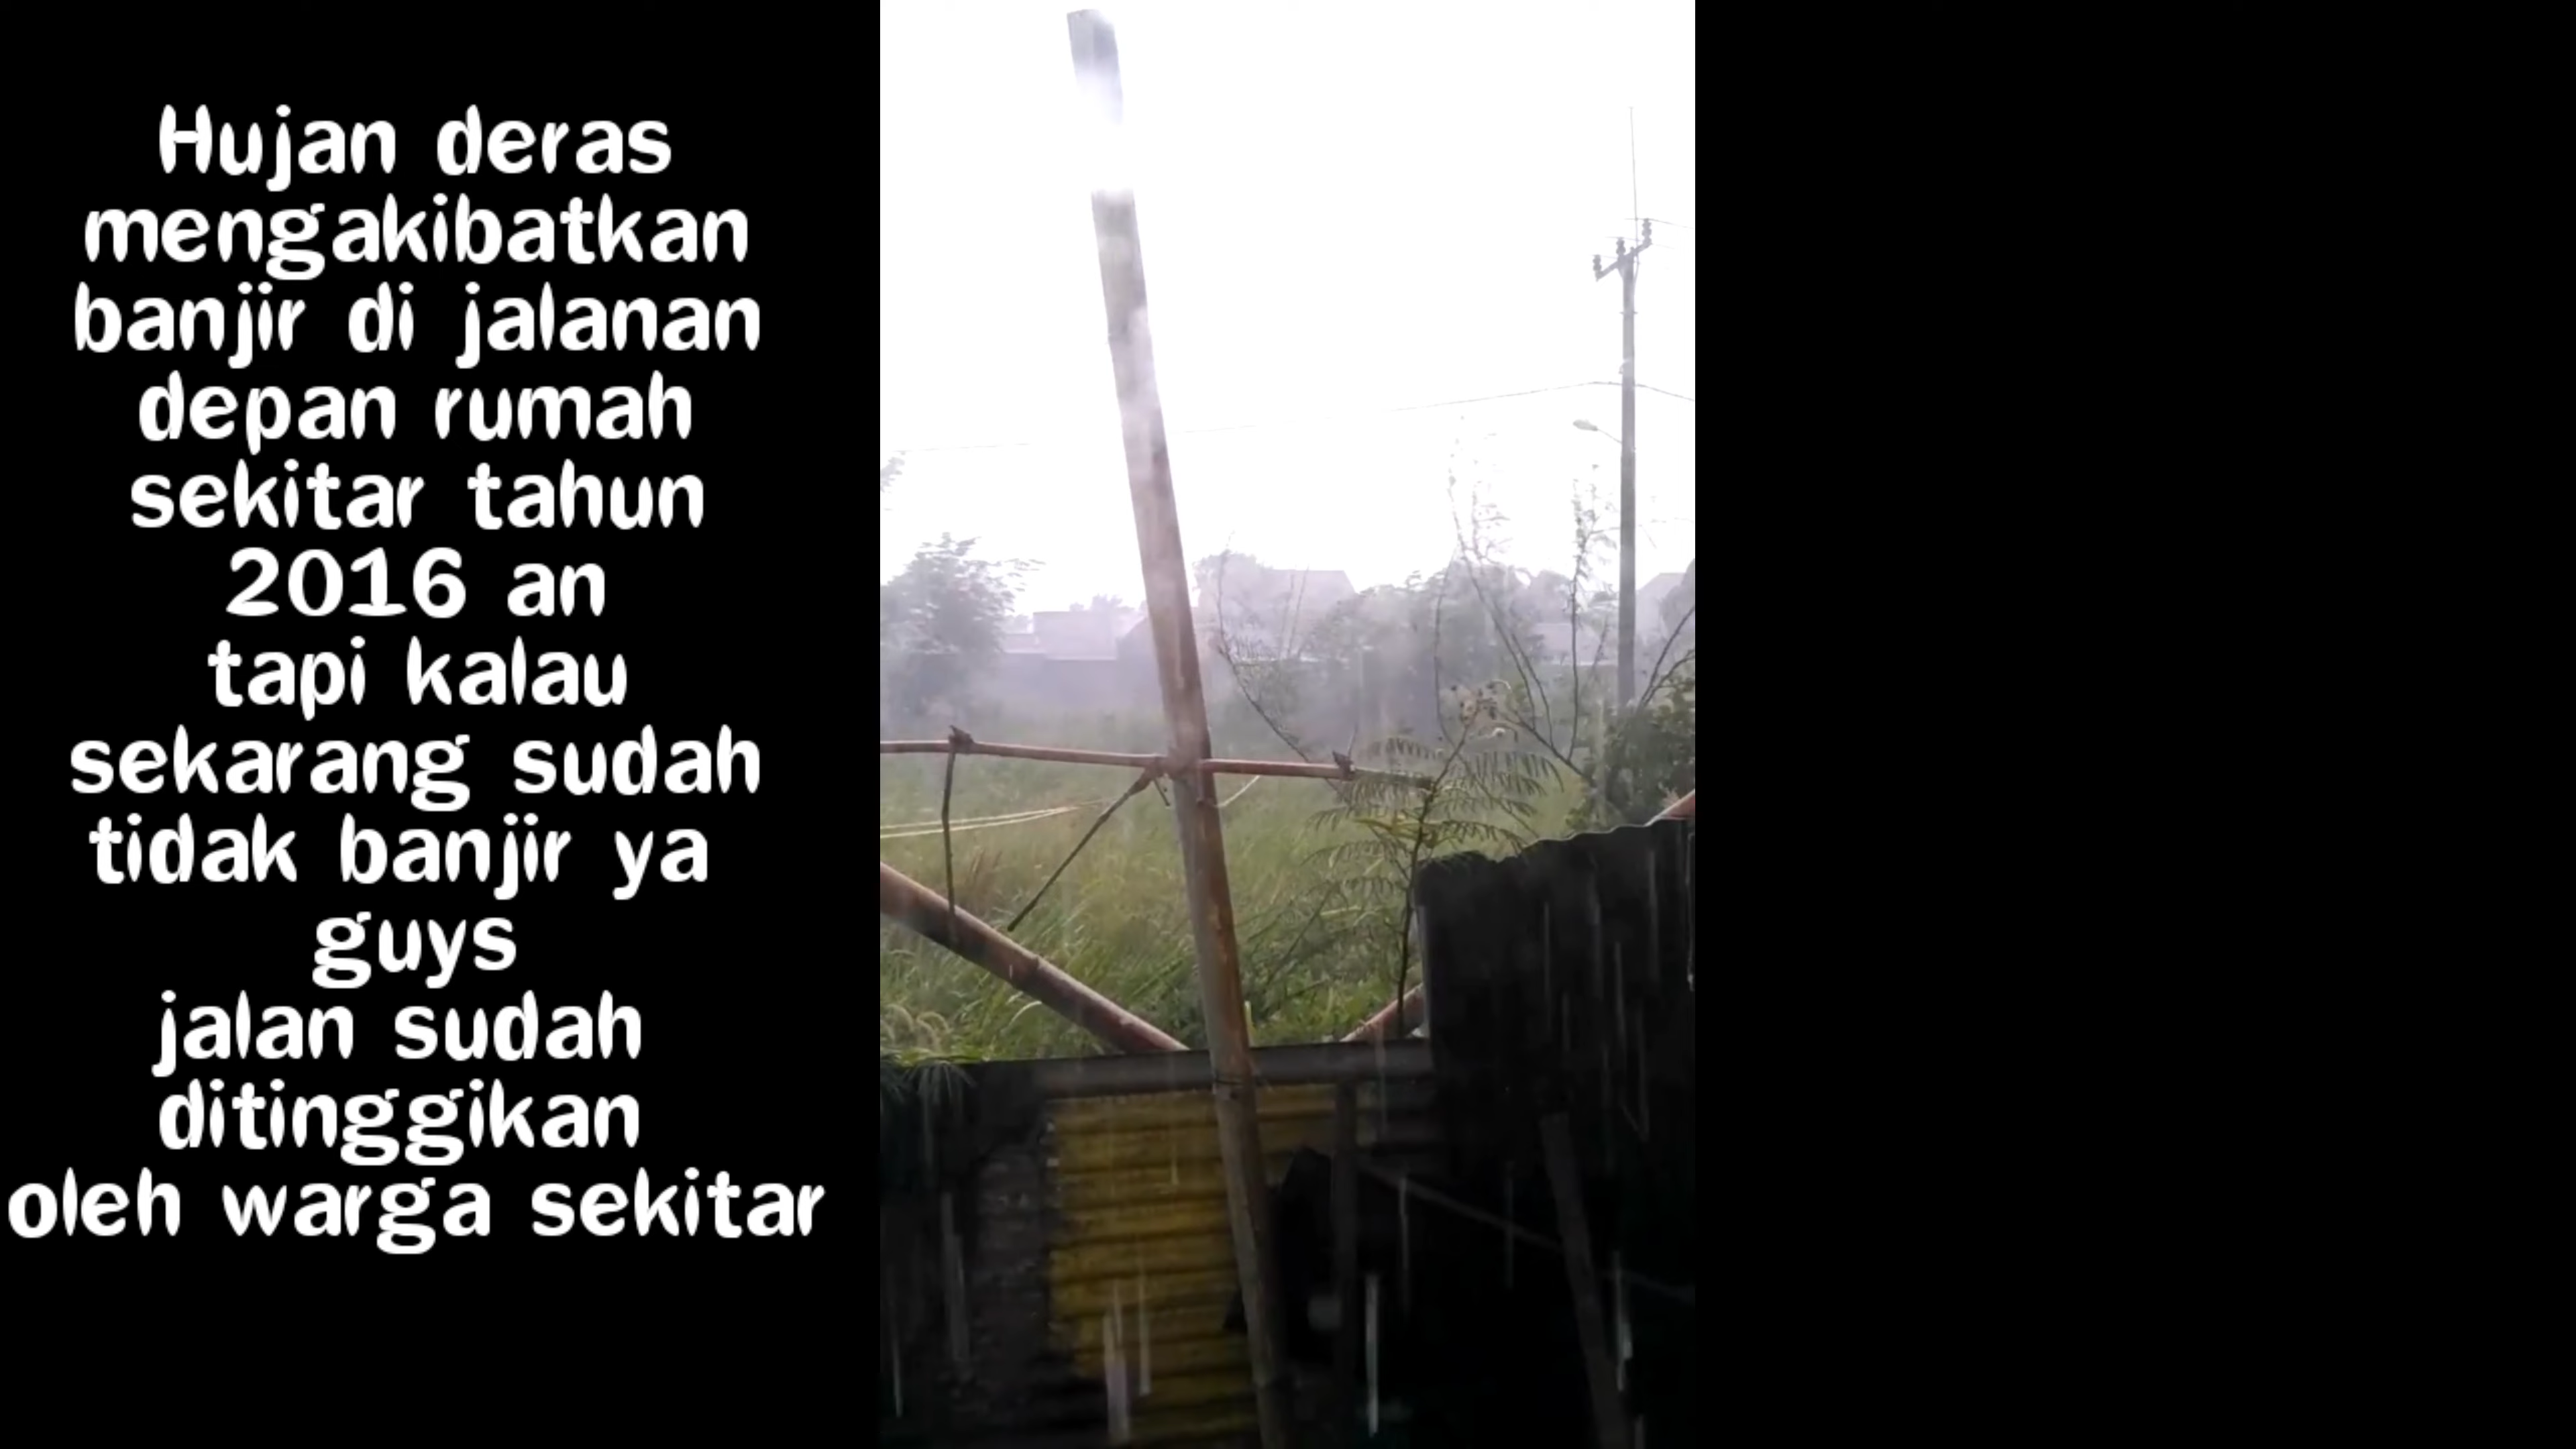 Hujan deras
mengakibatkan
banjir di jalanan
depan rumah
sekitar tahun
2016 an
tapi kalau
sekarang sudah
tidak banjir ya
guys
jalan sudah
ditinggikan
oleh warga sekitar